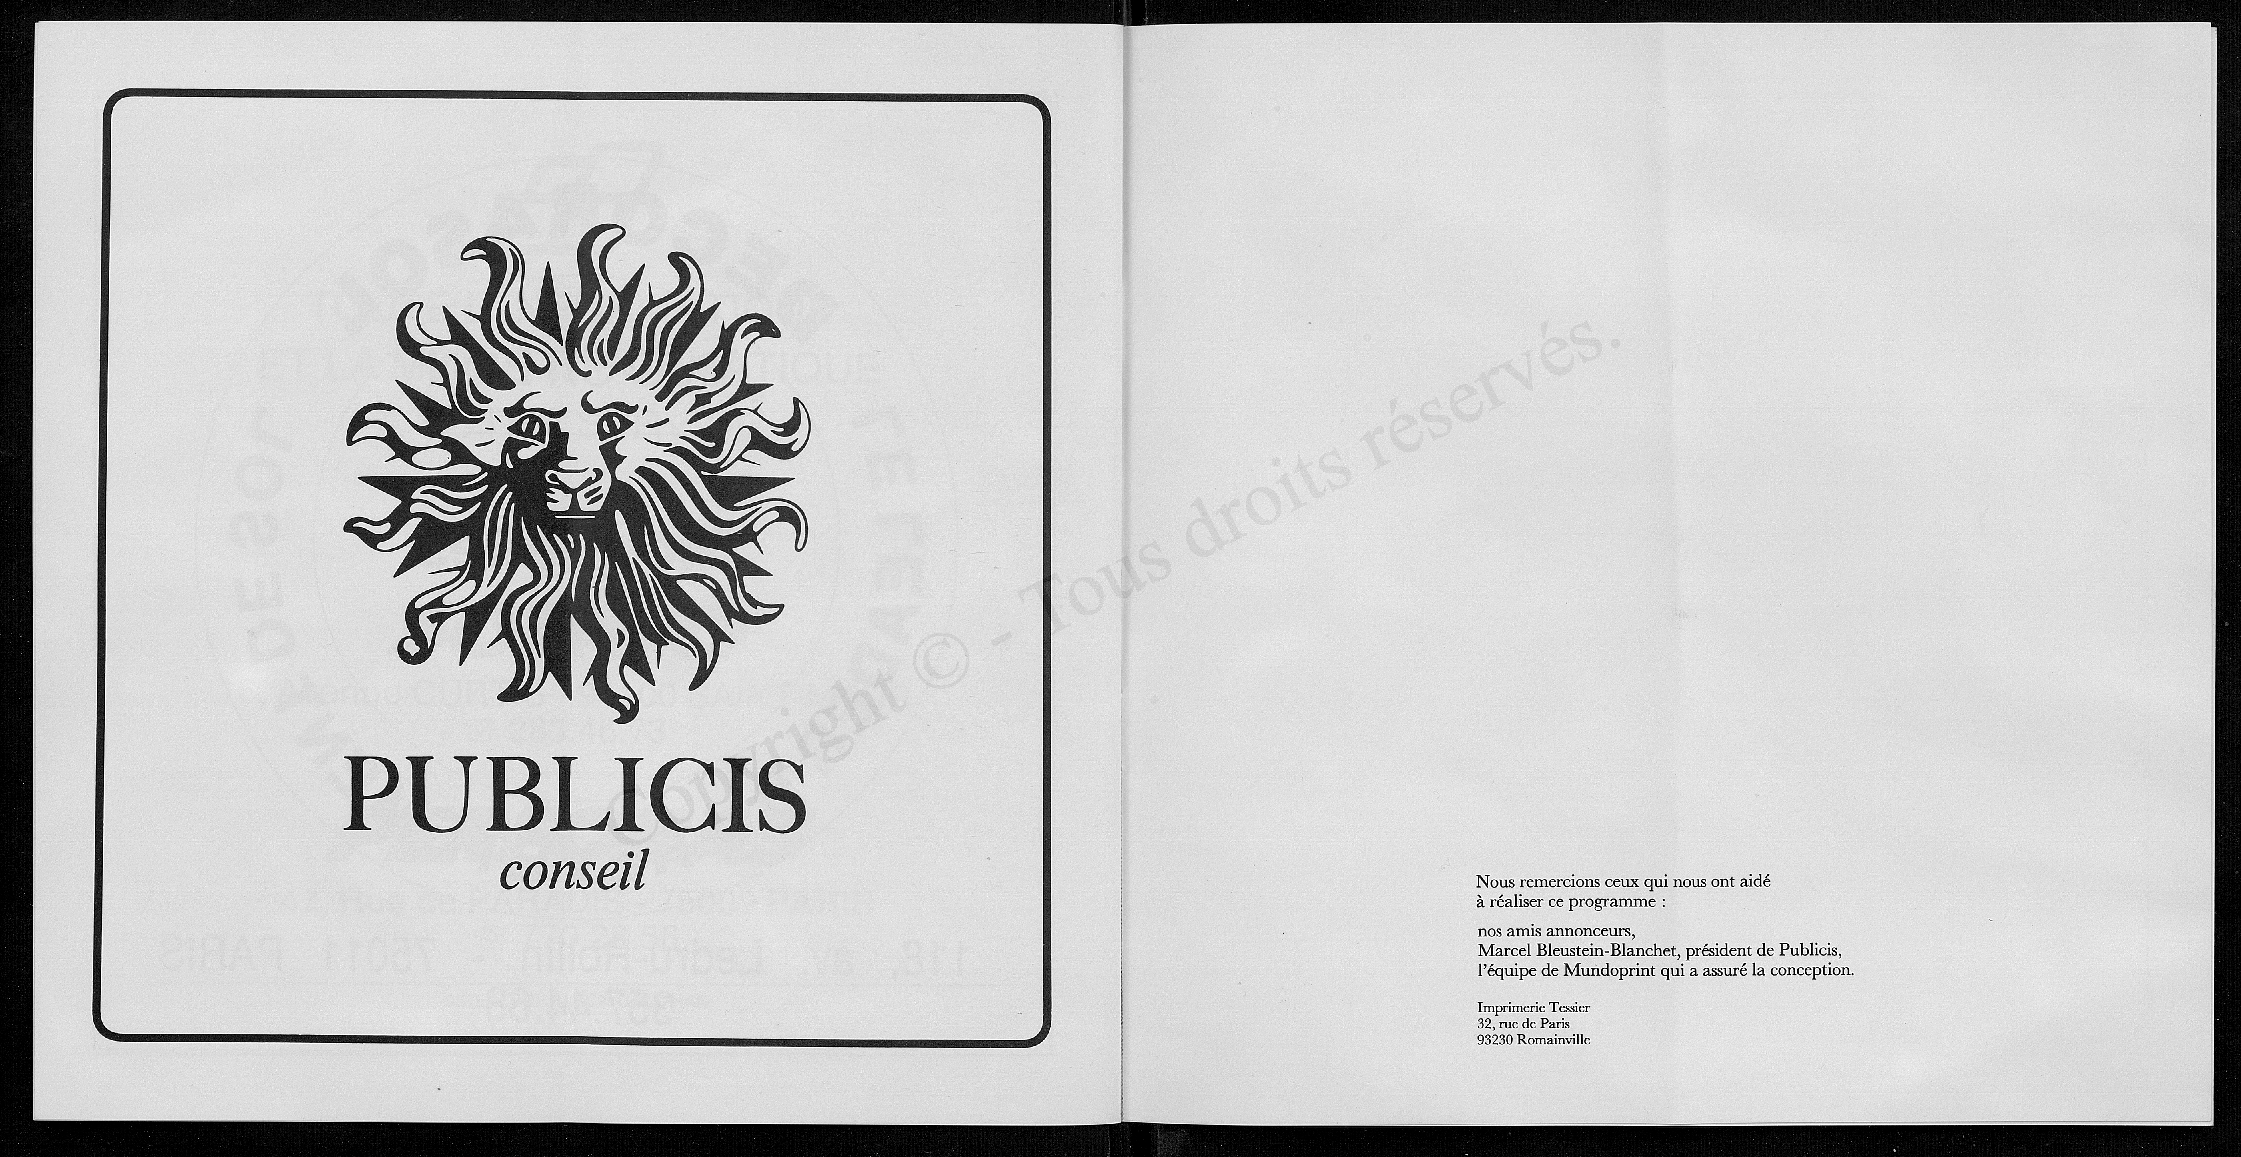 PUBLICIS
conseil
Copyright © - Tous droits réservés.
Nous remercions ceux qui nous ont aidé
à réaliser ce programme :
nos amis annonceurs,
Marcel Bleustein-Blanchet, président de Publicis,
l'équipe de Mundoprint qui a assuré la conception.
Imprimerie Tessier
32, rue de Paris
93230 Romainville